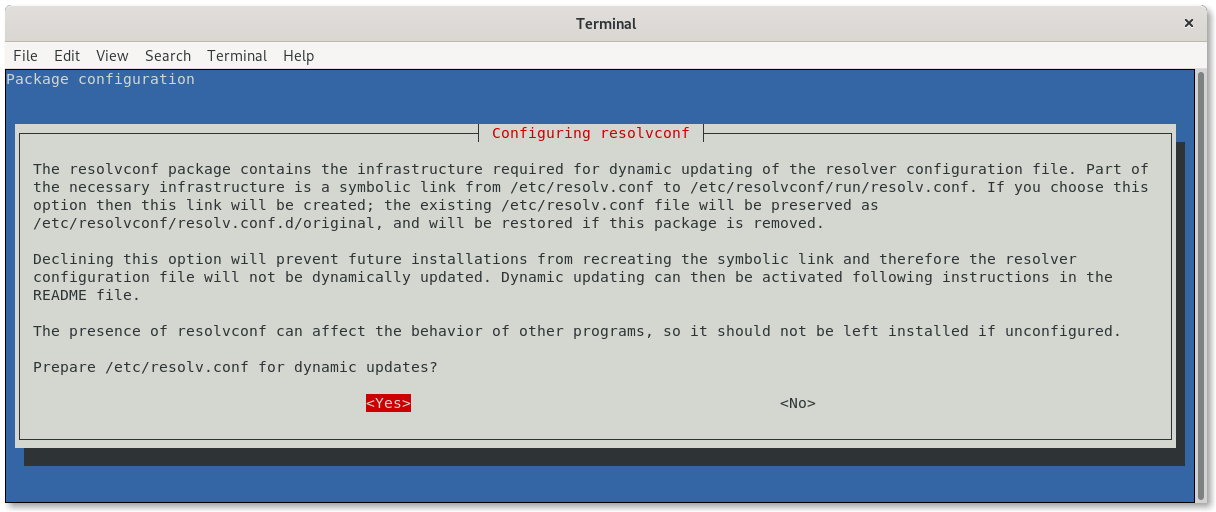 Terminal
×
File Edit View Search Terminal Help
Package configuration
Configuring resolvconf
The resolvconf package contains the infrastructure required for dynamic updating of the resolver configuration file. Part of
the necessary infrastructure is a symbolic link from /etc/resolv.conf to /etc/resolvconf/run/resolv.conf. If you choose this
option then this link will be created; the existing /etc/resolv.conf file will be preserved as
/etc/resolvconf/resolv.conf.d/original, and will be restored if this package is removed.
Declining this option will prevent future installations from recreating the symbolic link and therefore the resolver
configuration file will not be dynamically updated. Dynamic updating can then be activated following instructions in the
README file.
The presence of resolvconf can affect the behavior of other programs, so it should not be left installed if unconfigured.
Prepare /etc/resolv.conf for dynamic updates?
<Yes> <No>